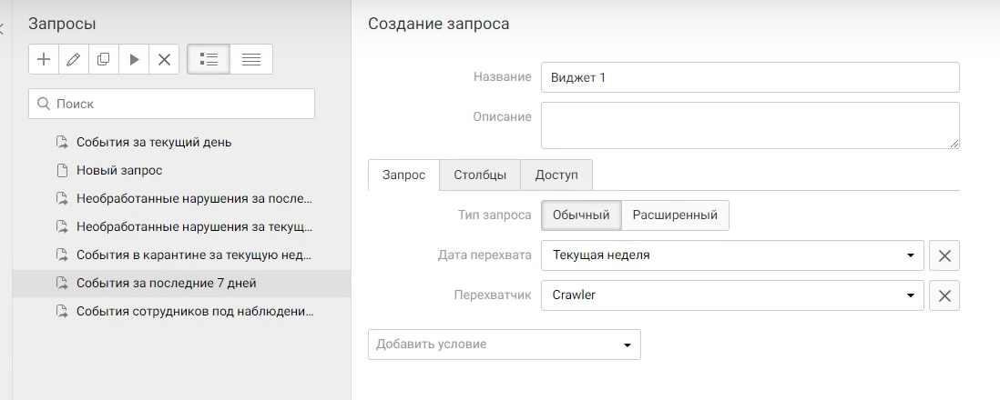 Запросы
Поиск
События за текущий день
Новый запрос
Необработанные нарушения за после...
Необработанные нарушения за текущ...
События в карантине за текущую нед...
События за последние 7 дней
События сотрудников под наблюдени...
Создание запроса
Название Виджет 1
Описание
Запрос Столбцы Доступ
Тип запроса Обычный Расширенный
Дата перехвата Текущая неделя
Перехватчик Crawler
Добавить условие